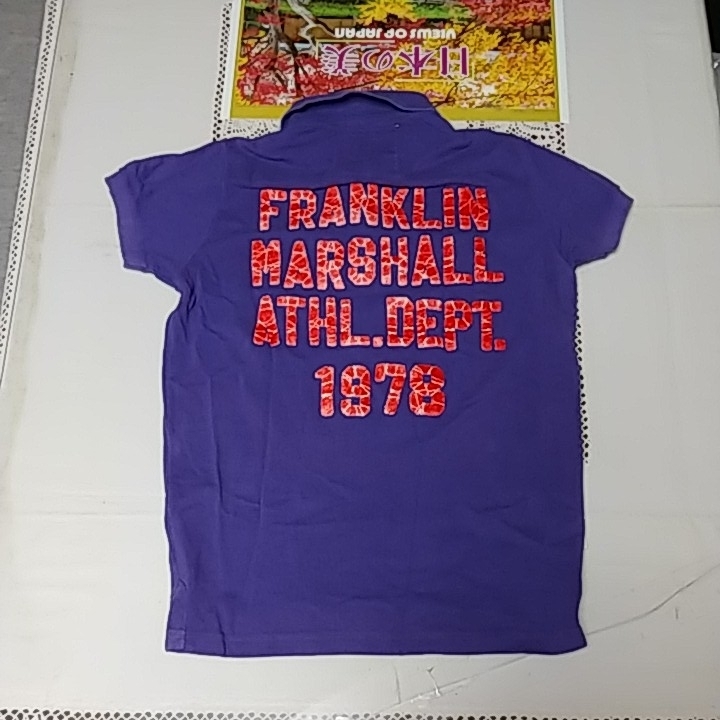 VIEWS OF JAPAN
日本の美
FRANKLIN
MARSHALL
ATHL.DEPT.
1978